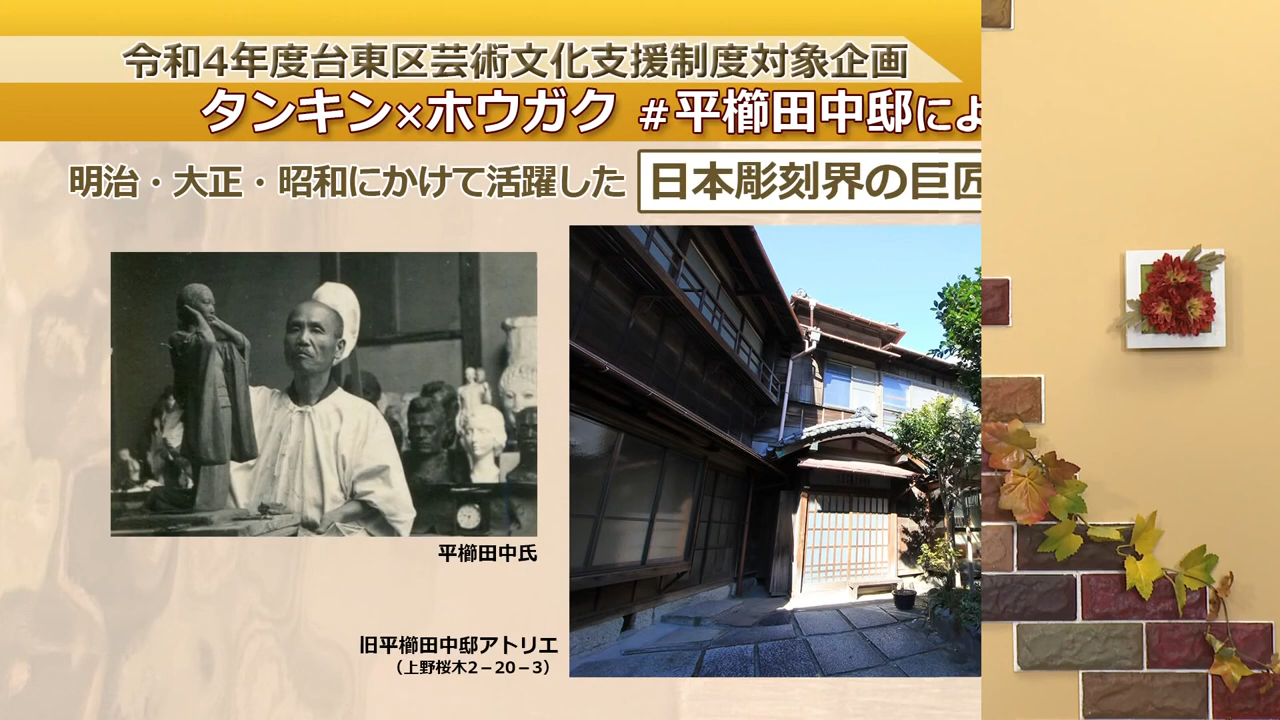 令和4年度台東区芸術文化支援制度対象企画
タンキン×ホウガク #平櫛田中邸によ
明治・大正・昭和にかけて活躍した 日本彫刻界の巨匠
平櫛田中氏
旧平櫛田中邸アトリエ
（上野桜木2−20−3）